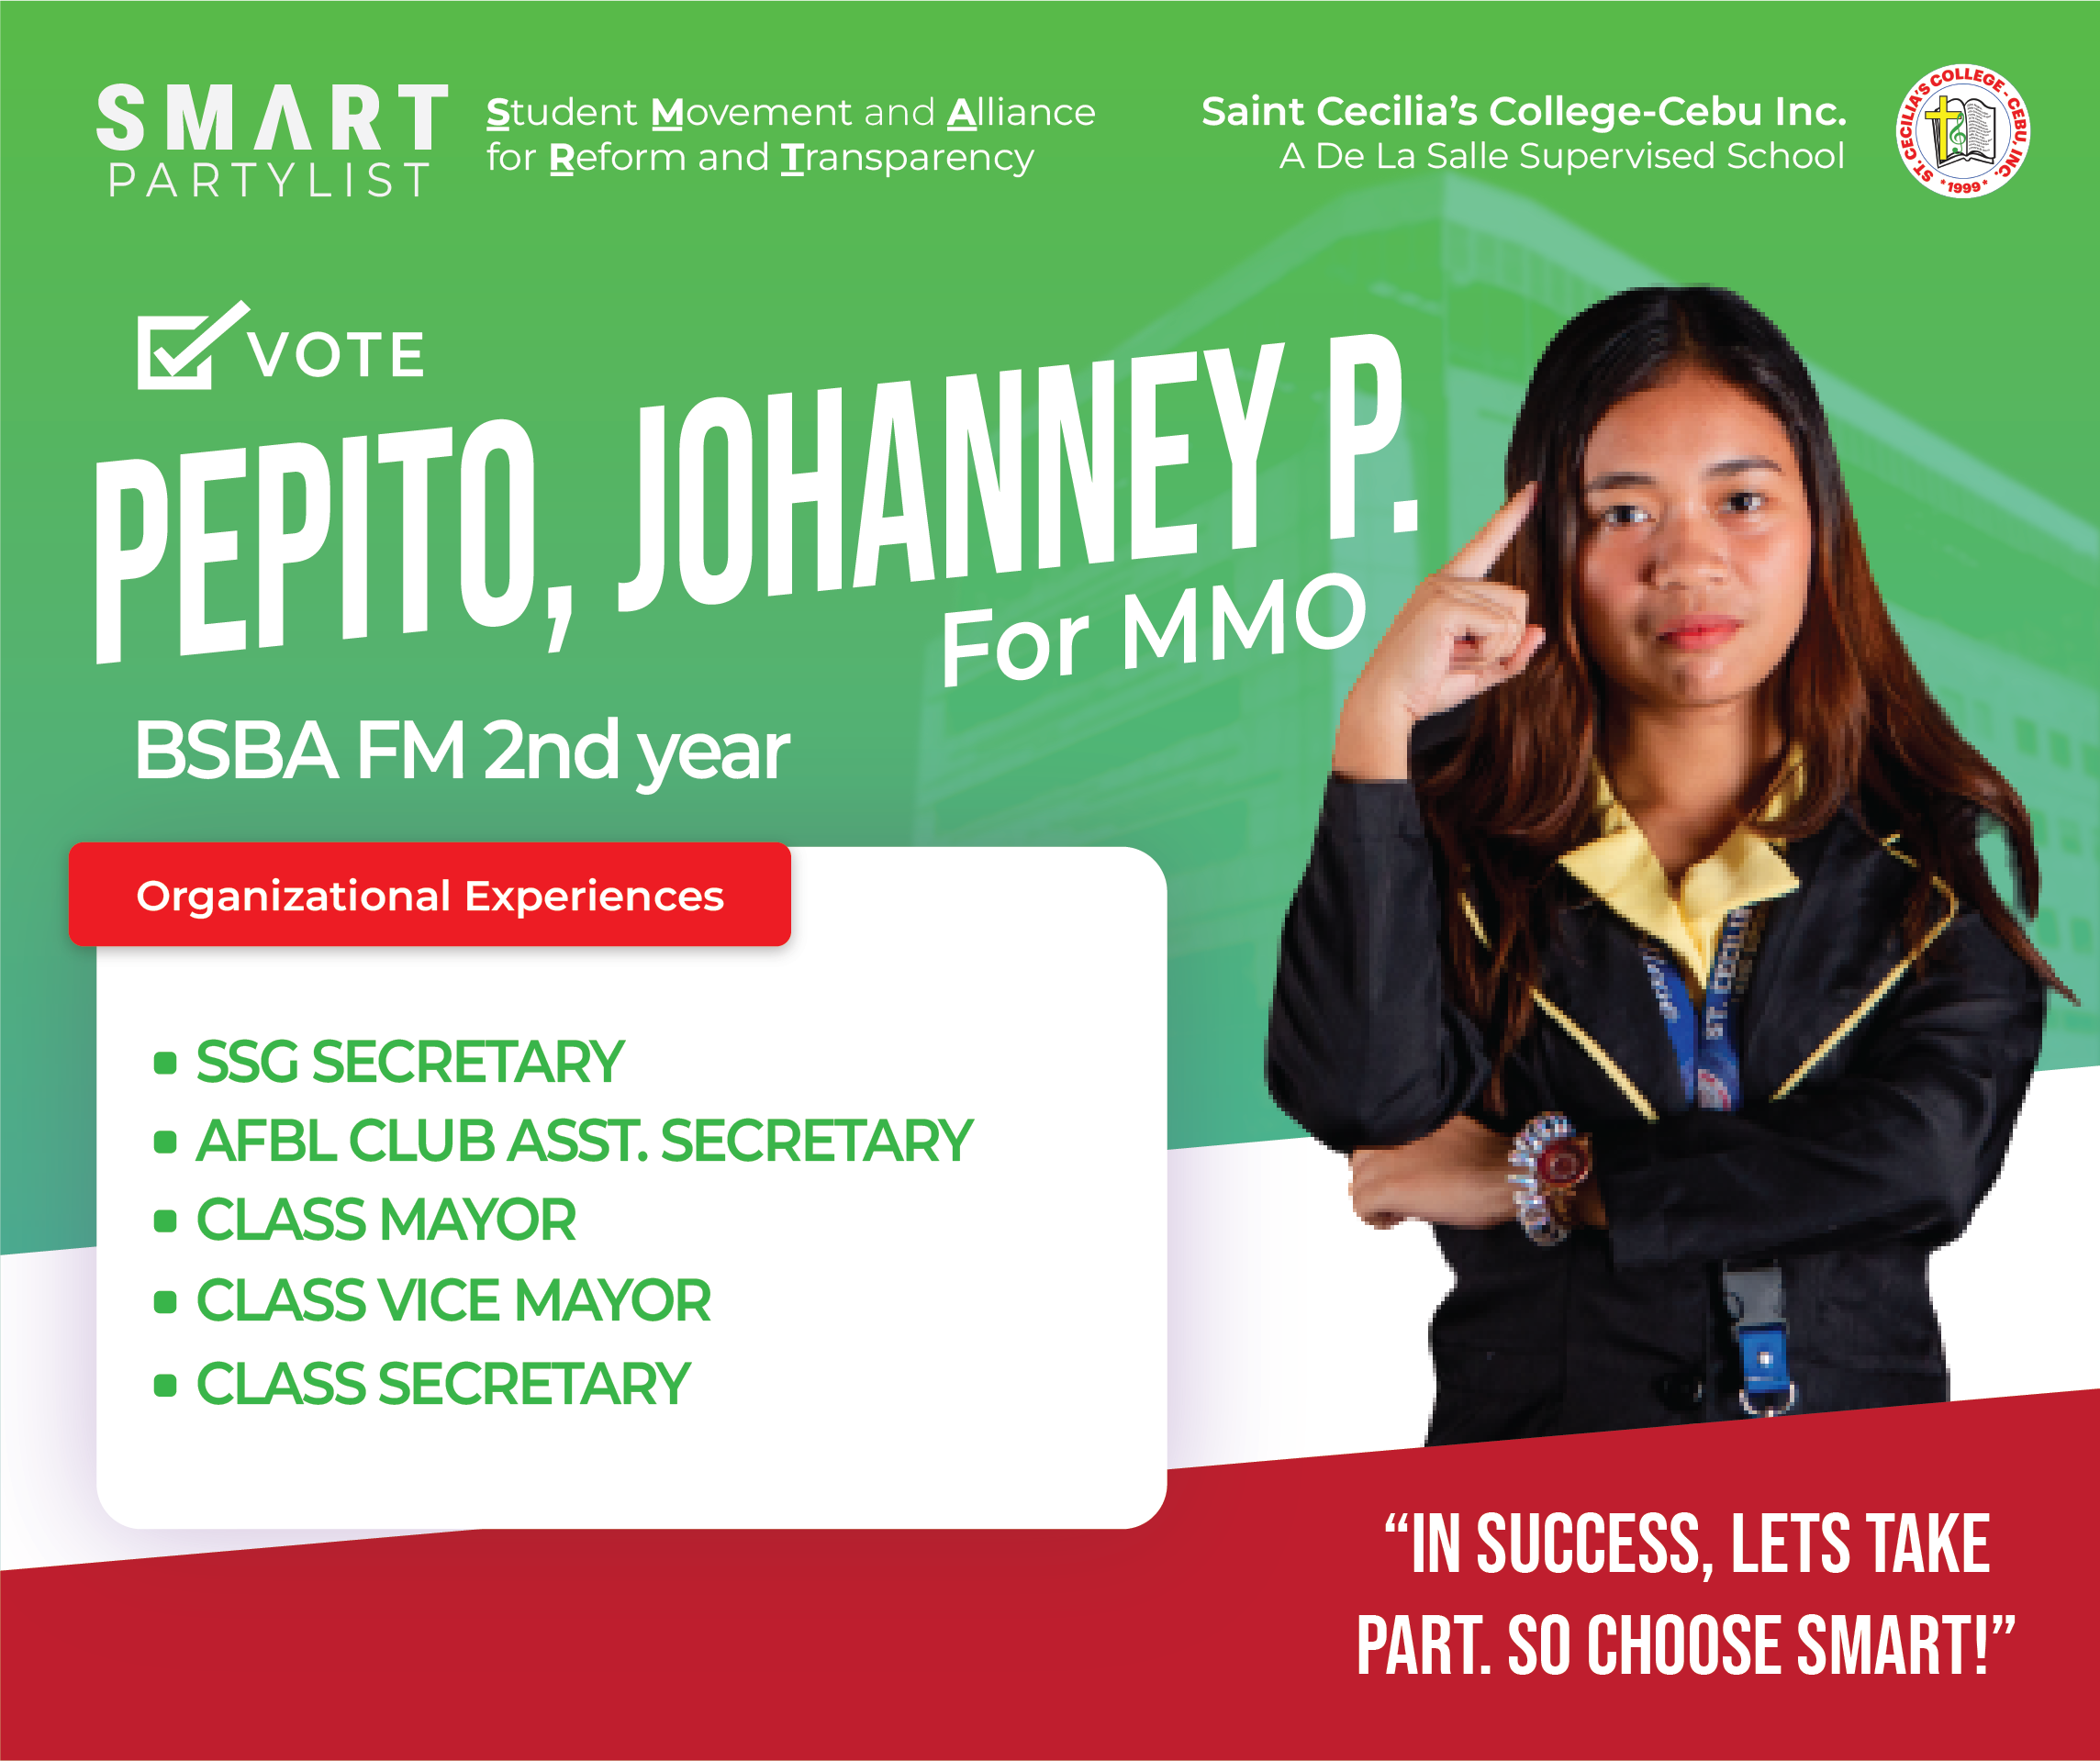 SMART
PARTYLIST
Student Movement and Alliance
for Reform and Transparency
Saint Cecilia's College-Cebu Inc.
A De La Salle Supervised School
ST. CECILIA'S COLLEGE - CEBU, INC.
* 1999 *
VOTE
PEPITO, JOHANNEY P.
For MMO
BSBA FM 2nd year
Organizational Experiences
SSG SECRETARY
AFBL CLUB ASST. SECRETARY
CLASS MAYOR
CLASS VICE MAYOR
CLASS SECRETARY
ST. CECILI
“IN SUCCESS, LETS TAKE
PART. SO CHOOSE SMART!”